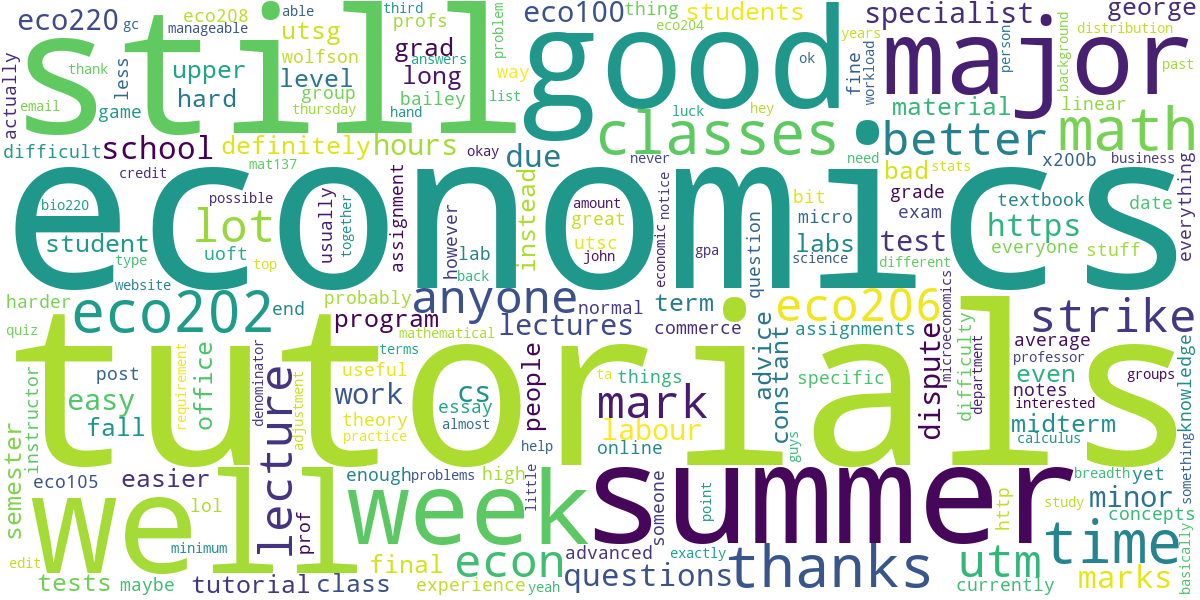 eco220
able
gc
eco208
manageable
profs
third
eco100
thing
eco204
students
specialist
george
still
utsg
wolfson
grad
answers
problem
good
years
major
distribution
thank
upper
level
long
way
list
ok
fine
workload
person
background
past
actually
less
email
game
hard
group
thursday
bailey
hand
luck
hey
material
linear
difficult
school
definitely
hours
okay
due
classes
better
math
mat137
credit
never
need
bad
stats
x200b
business
economics
bio220
possible
usually
together
assignment
however
lot
instead
amount
great
utsc
john
economic
notice
bit
micro
grade
exam
textbook
date
everything
https
student
uoft
type
top
website
lab
back
gpa
question
science
labs
test
different
everyone
stuff
harder
eco202
end
probably
anyone
normal
term
eco206
microeconomics
quiz
program
mathematical
lectures
commerce
advice
assignments
strike
tutorials
requirement
denominator
terms
adjustment
useful
people
ta
things
constant
specific
dispute
difficulty
department
average
professor
knowledge
post
office
work
cs
essay
theory
almost
practice
mark
labour
even
groups
notes
interested
easy
fall
instructor
lecture
help
online
guys
midterm
calculus
semester
eco105
easier
enough
problems
high
little
someone
point
summer
breadth
yet
something
well
lol
prof
week
http
study
minor
concepts
minimum
final
econ
advanced
exactly
time
basically
edit
tests
maybe
tutorial
class
experience
yeah
questions
thanks
utm
currently
marks